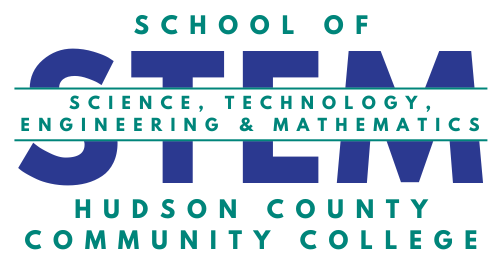 SCHOOL OF
STEM
SCIENCE, TECHNOLOGY,
ENGINEERING & MATHEMATICS
HUDSON COUNTY
COMMUNITY COLLEGE